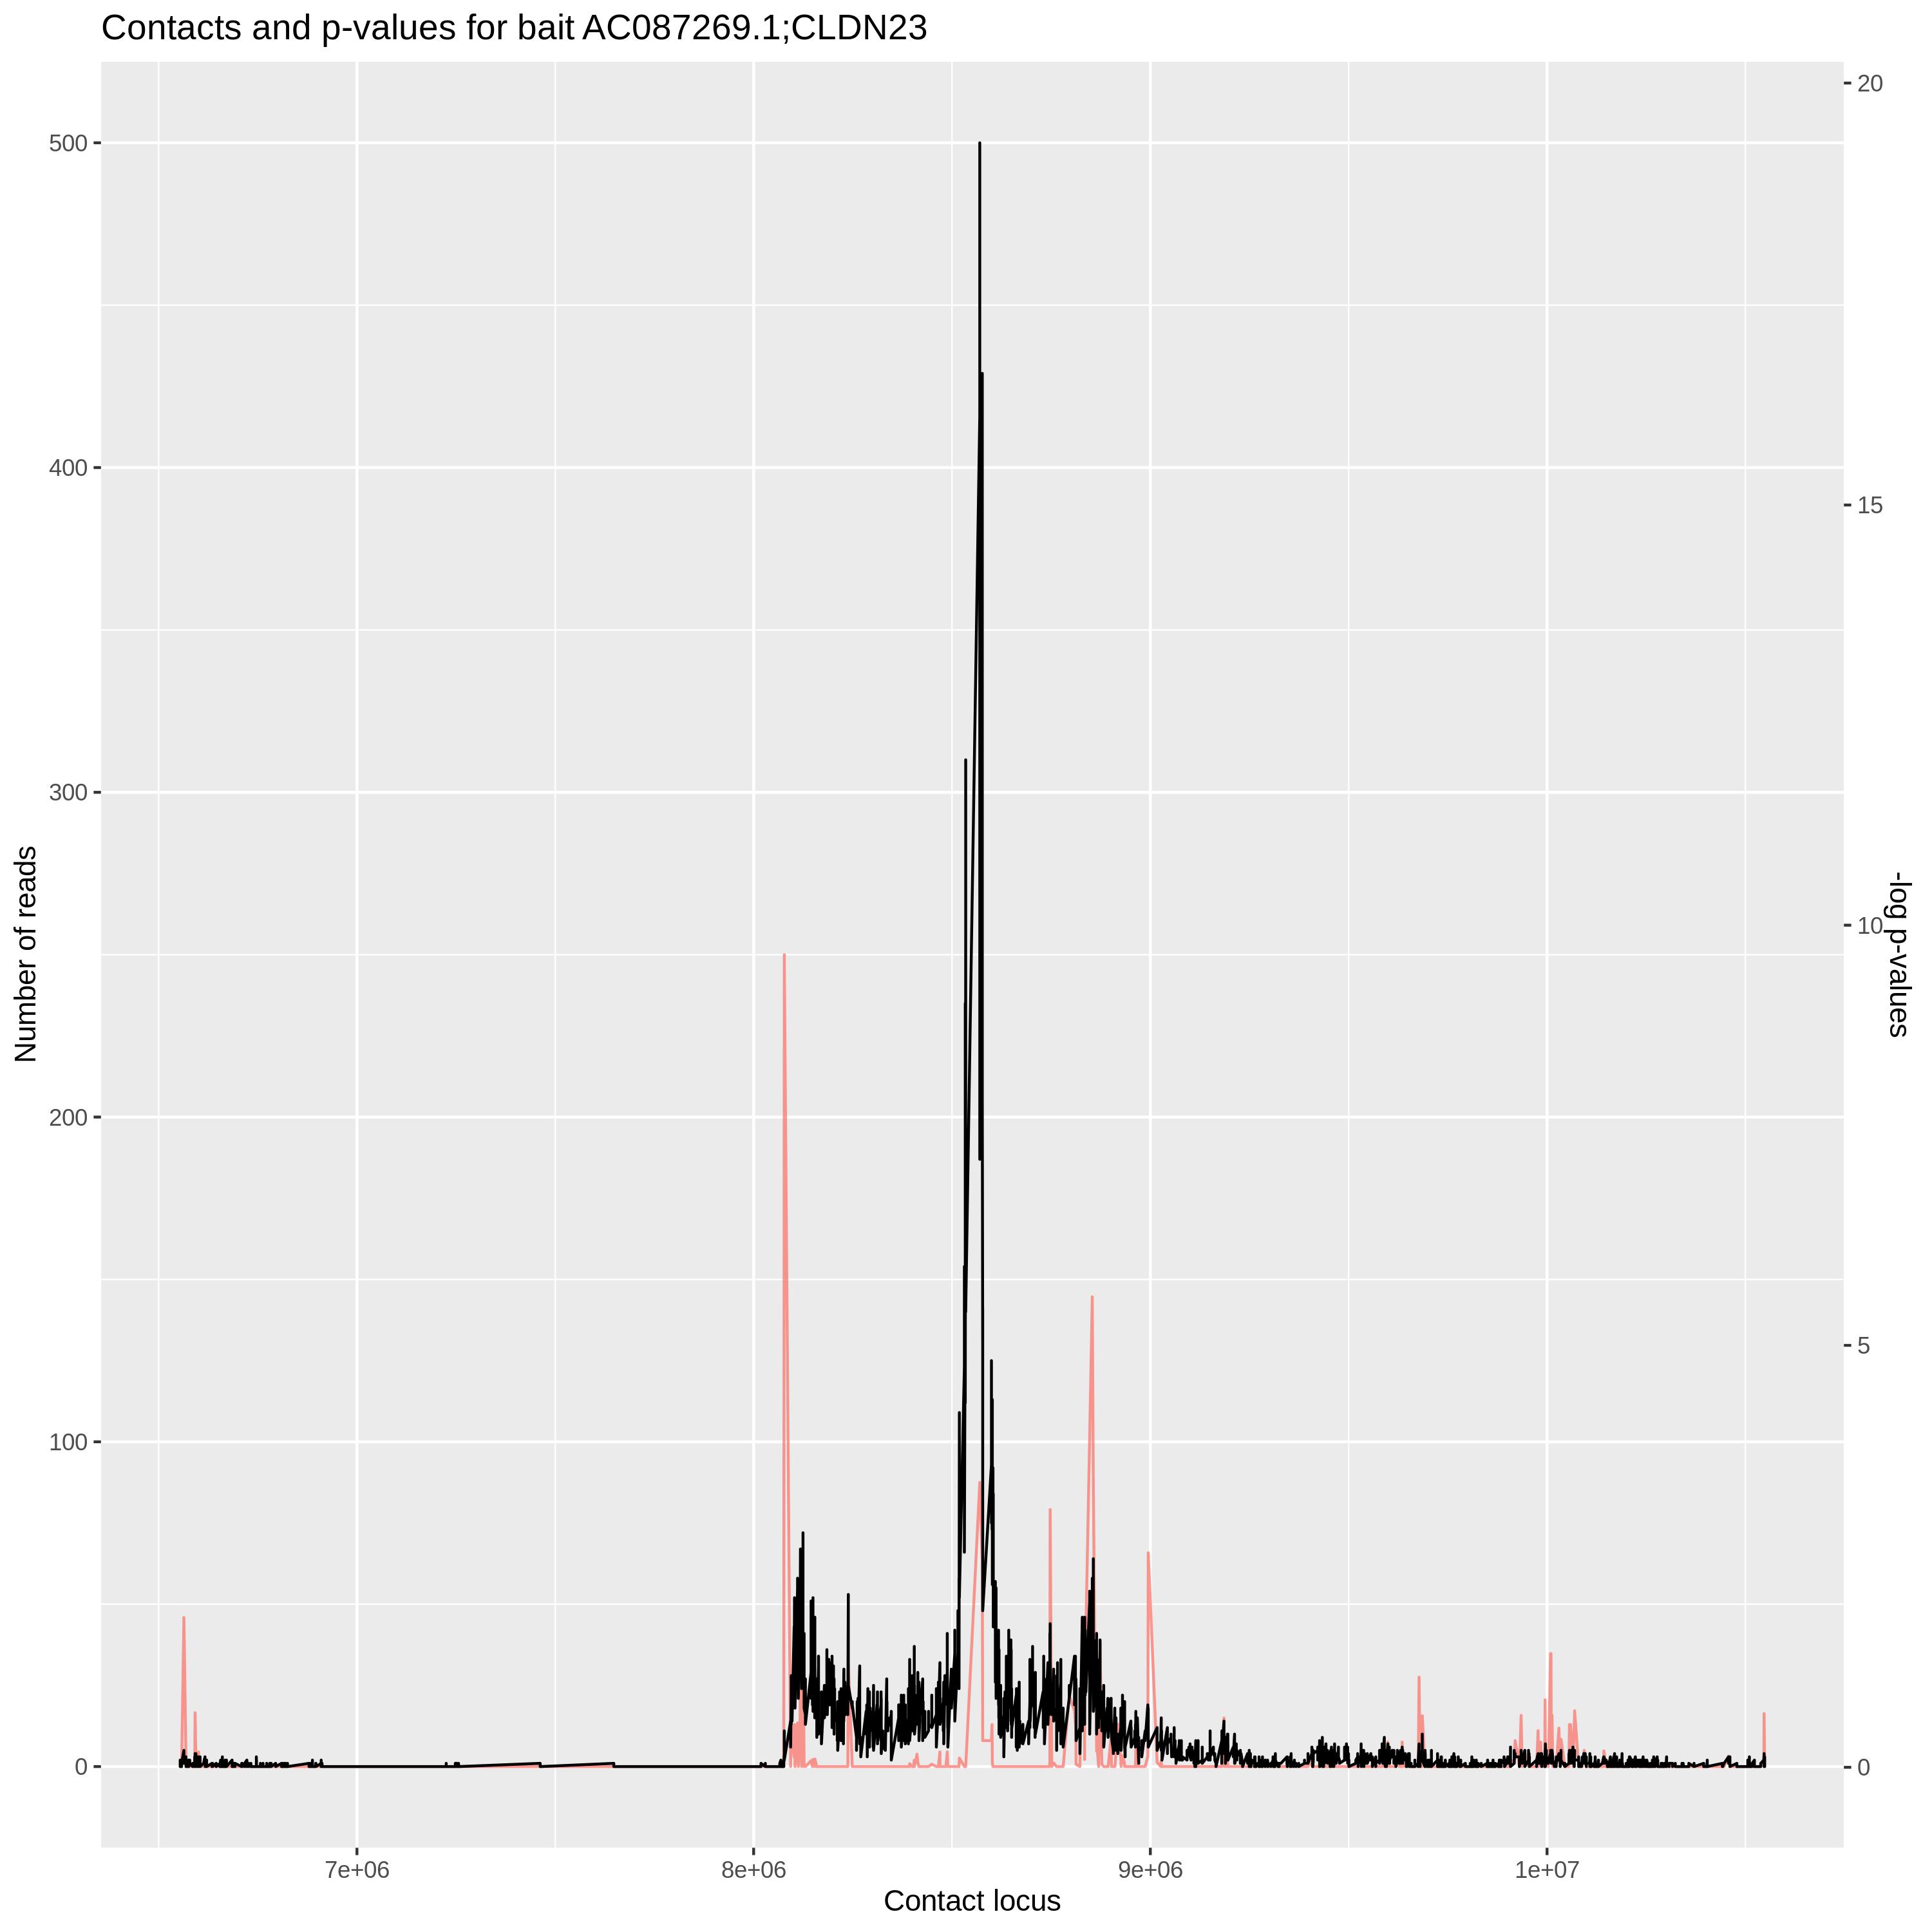 Contacts and p-values for bait AC087269.1;CLDN23
500
400
300
200
100
0
Number of reads
20
15
10
5
0
-log p-values
7e+06
8e+06
9e+06
1e+07
Contact locus